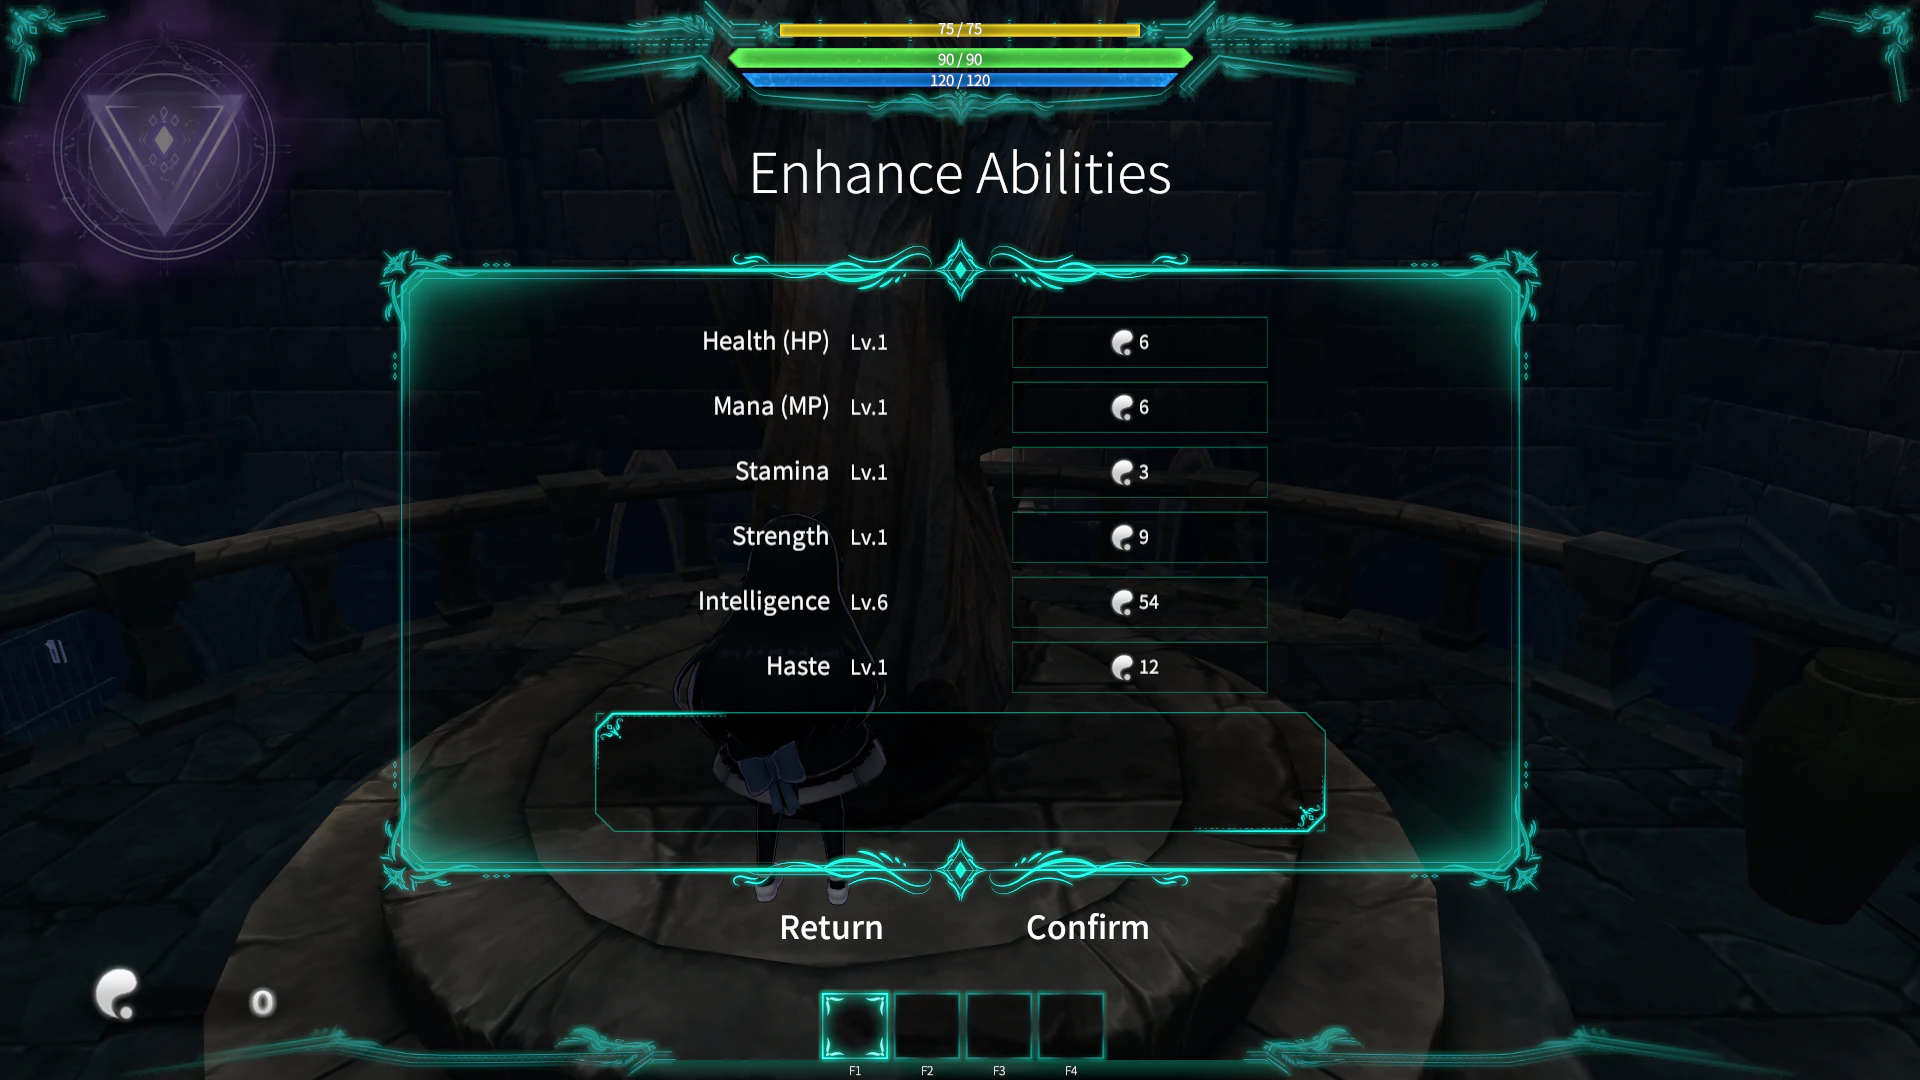 75 / 75
90 / 90
120 / 120
Enhance Abilities
Health (HP) Lv.1 6
Mana (MP) Lv.1 6
Stamina Lv.1 3
Strength Lv.1 9
Intelligence Lv.6 54
Haste Lv.1 12
Return Confirm
0
F1 F2 F3 F4